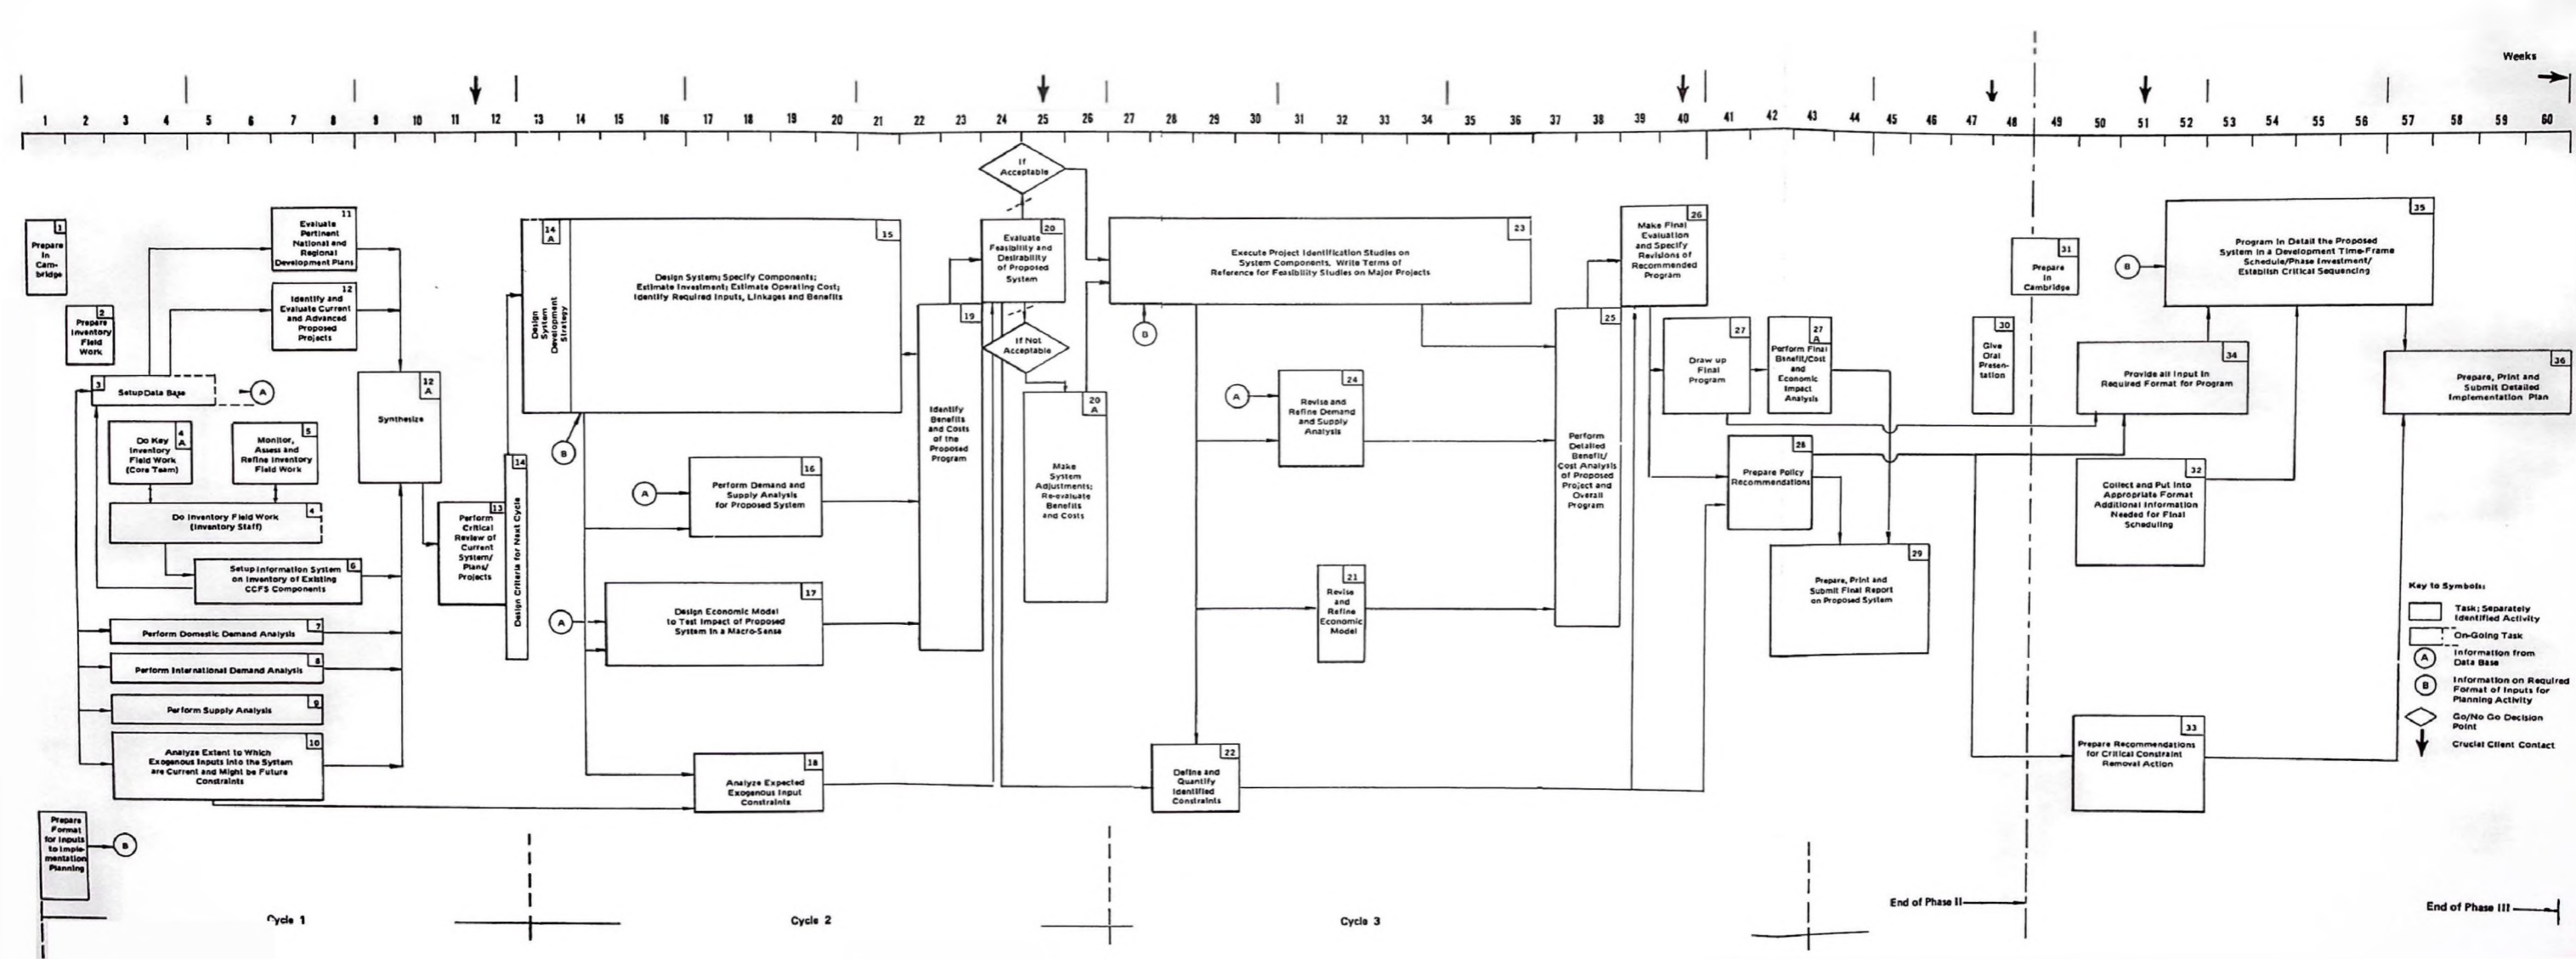 Weeks
1 2 3 4 5 6 7 8 9 10 11 12 13 14 15 16 17 18 19 20 21 22 23 24 25 26 27 28 29 30 31 32 33 34 35 36 37 38 39 40 41 42 43 44 45 46 47 48 49 50 51 52 53 54 55 56 57 58 59 60
1
Prepare
in
Cam-
bridge
2
Prepare
Inventory
Field
Work
3
Setup Data Base
A
4
A
Do Key
Inventory
Field Work
(Core Team)
5
Monitor,
Assess and
Refine Inventory
Field Work
4
Do Inventory Field Work
(Inventory Staff)
6
Setup Information System
on Inventory of Existing
CCFS Components
7
Perform Domestic Demand Analysis
8
Perform International Demand Analysis
9
Perform Supply Analysis
10
Analyze Extent to Which
Exogenous Inputs into the System
are Current and Might be Future
Constraints
Prepare
Format
for Inputs
to Imple-
mentation
Planning
B
11
Evaluate
Pertinent
National and
Regional
Development Plans
12
Identify and
Evaluate Current
and Advanced
Proposed
Projects
12
A
Synthesize
13
Perform
Critical
Review of
Current
System/
Plans/
Projects
14
Design Criteria for Next Cycle
14
A
Design
System
Development
Strategy
15
Design System; Specify Components;
Estimate Investment; Estimate Operating Cost;
Identify Required Inputs, Linkages and Benefits
B
16
A
Perform Demand and
Supply Analysis
for Proposed System
17
A
Design Economic Model
to Test Impact of Proposed
System in a Macro-Sense
18
Analyze Expected
Exogenous Input
Constraints
19
Identify
Benefits
and Costs
of the
Proposed
Program
If
Acceptable
20
Evaluate
Feasibility and
Desirability
of Proposed
System
If Not
Acceptable
20
A
Make
System
Adjustments;
Re-evaluate
Benefits
and Costs
23
Execute Project Identification Studies on
System Components, Write Terms of
Reference for Feasibility Studies on Major Projects
B
24
A
Revise and
Refine Demand
and Supply
Analysis
21
Revise
and
Refine
Economic
Model
22
Define and
Quantify
Identified
Constraints
25
Perform
Detailed
Benefit/
Cost Analysis
of Proposed
Project and
Overall
Program
26
Make Final
Evaluation
and Specify
Revisions of
Recommended
Program
27
Draw up
Final
Program
27
A
Perform Final
Benefit/Cost
and
Economic
Impact
Analysis
28
Prepare Policy
Recommendations
29
Prepare, Print and
Submit Final Report
on Proposed System
30
Give
Oral
Presen-
tation
31
Prepare
in
Cambridge
35
Program in Detail the Proposed
System in a Development Time-Frame
Schedule/Phase Investment/
Establish Critical Sequencing
B
34
Provide all Input in
Required Format for Program
32
Collect and Put into
Appropriate Format
Additional Information
Needed for Final
Scheduling
33
Prepare Recommendations
for Critical Constraint
Removal Action
36
Prepare, Print and
Submit Detailed
Implementation Plan
Key to Symbols:
Task; Separately
Identified Activity
On-Going Task
A
Information from
Data Base
B
Information on Required
Format of Inputs for
Planning Activity
Go/No Go Decision
Point
Crucial Client Contact
Cycle 1
Cycle 2
Cycle 3
End of Phase II
End of Phase III